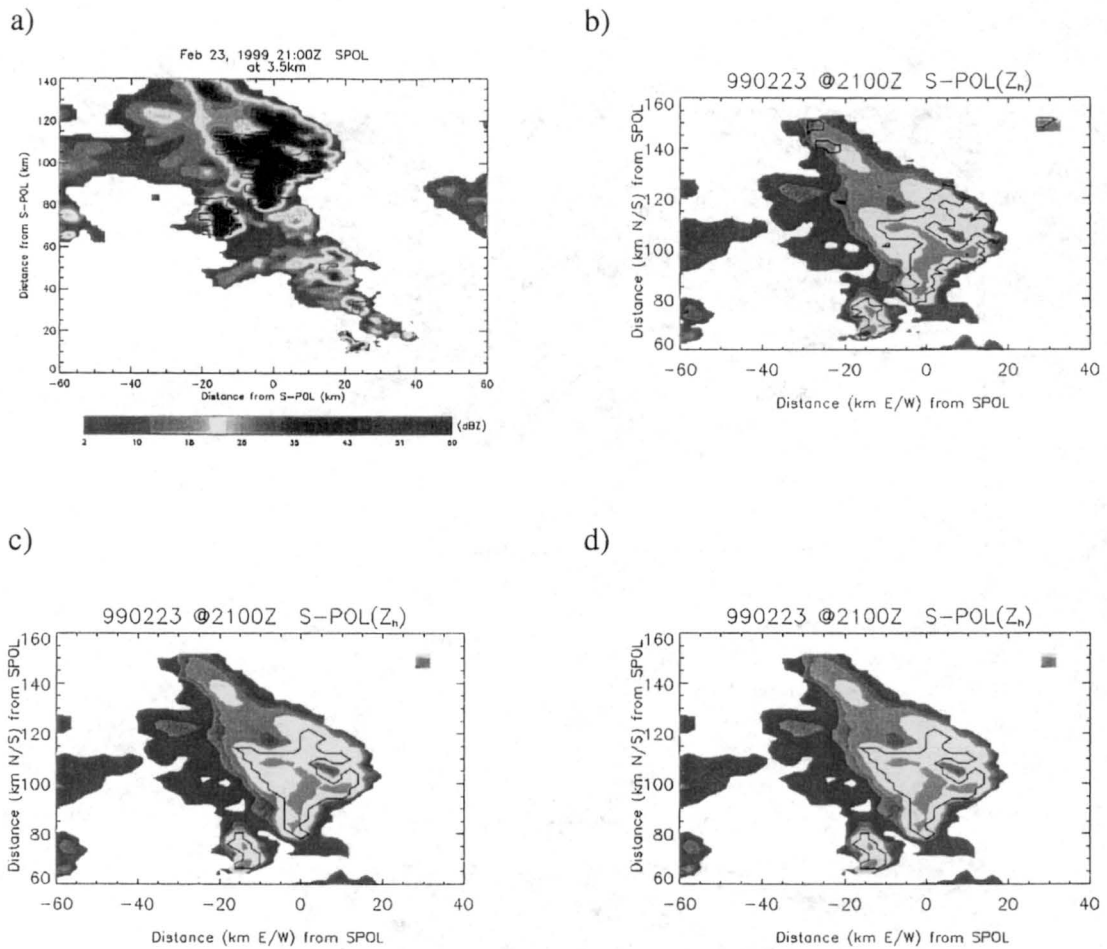 a)
Feb 23, 1999 21:00Z SPOL
at 3.5km
Distance from S-POL (km)
140
120
100
80
60
40
20
0
-60 -40 -20 0 20 40 60
Distance from S-POL (km)
2 10 18 26 35 43 51 60 (dBZ)
b)
990223 @2100Z S-POL(Zh)
Distance (km N/S) from SPOL
160
140
120
100
80
60
-60 -40 -20 0 20 40
Distance (km E/W) from SPOL
c)
990223 @2100Z S-POL(Zh)
Distance (km N/S) from SPOL
160
140
120
100
80
60
-60 -40 -20 0 20 40
Distance (km E/W) from SPOL
d)
990223 @2100Z S-POL(Zh)
Distance (km N/S) from SPOL
160
140
120
100
80
60
-60 -40 -20 0 20 40
Distance (km E/W) from SPOL